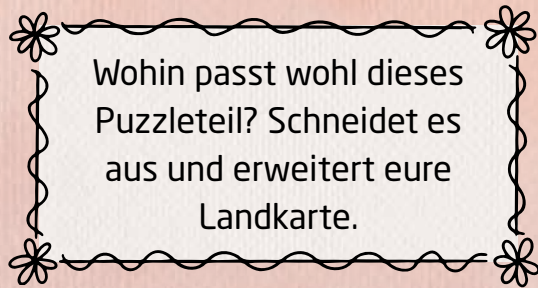 Wohin passt wohl dieses
Puzzleteil? Schneidet es
aus und erweitert eure
Landkarte.